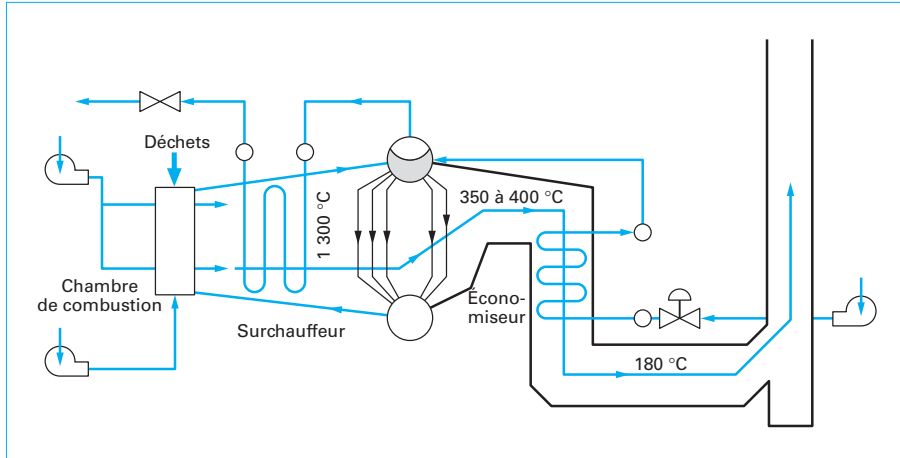 Déchets
1 300 °C
350 à 400 °C
Chambre
de combustion
Surchauffeur
Écono-
miseur
180 °C